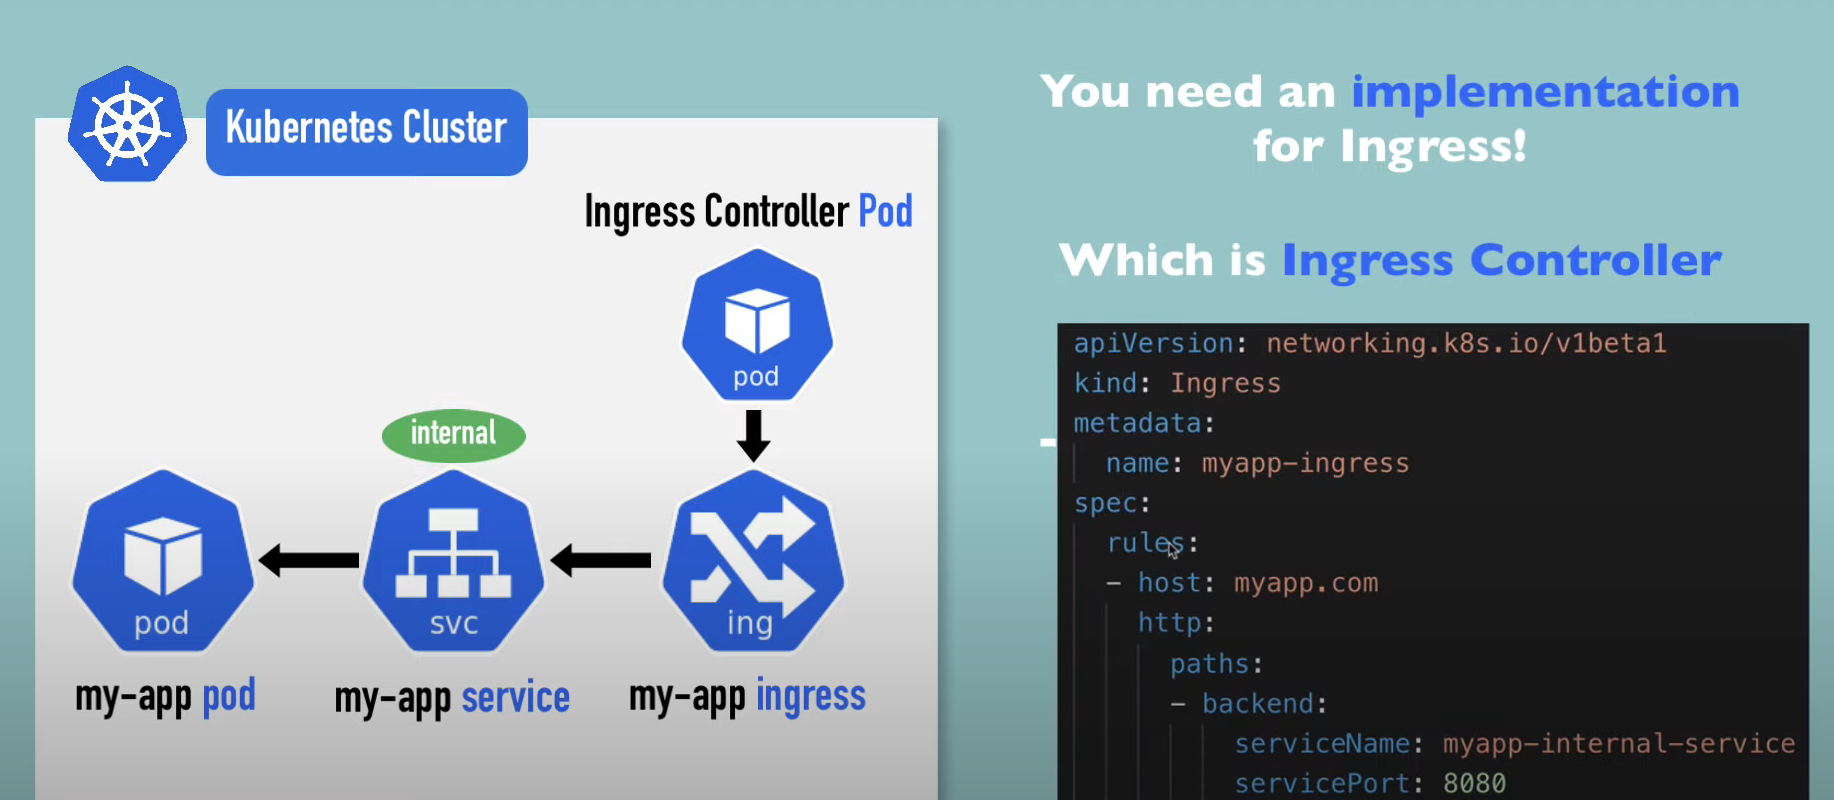 Kubernetes Cluster
Ingress Controller Pod
pod
internal
pod
svc
ing
my-app pod
my-app service
my-app ingress
You need an implementation
for Ingress!
Which is Ingress Controller
-
apiVersion: networking.k8s.io/v1beta1
kind: Ingress
metadata:
name: myapp-ingress
spec:
rules:
- host: myapp.com
http:
paths:
- backend:
serviceName: myapp-internal-service
servicePort: 8080